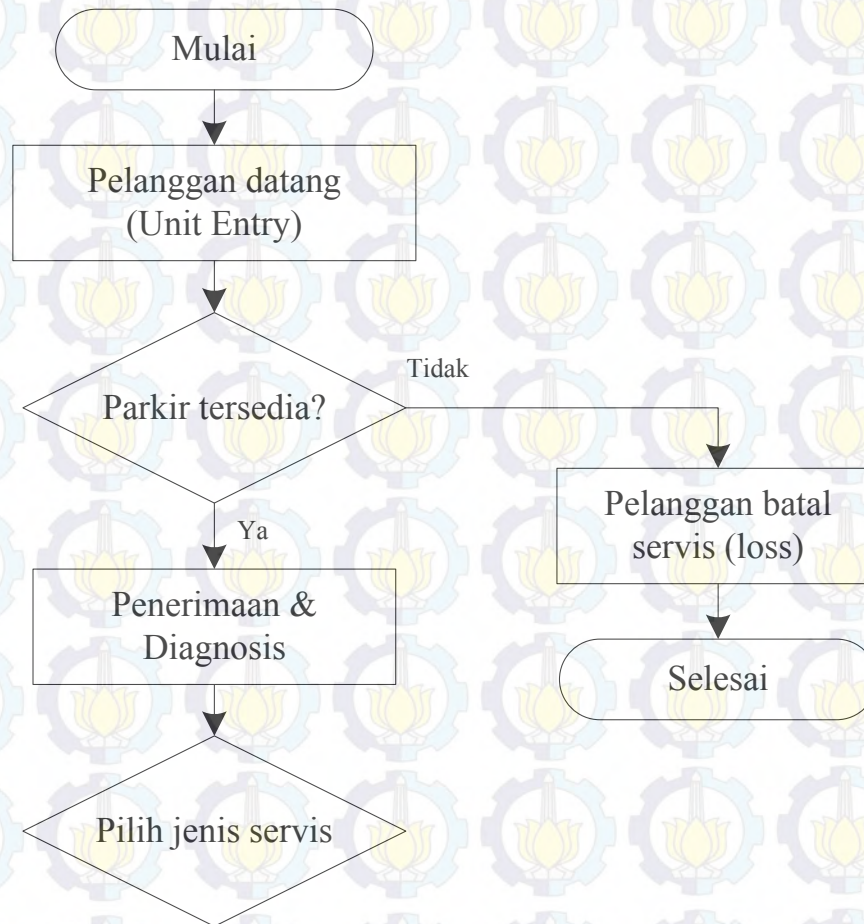 Mulai
Pelanggan datang
(Unit Entry)
Tidak
Parkir tersedia?
Ya
Pelanggan batal
servis (loss)
Penerimaan &
Diagnosis
Selesai
Pilih jenis servis